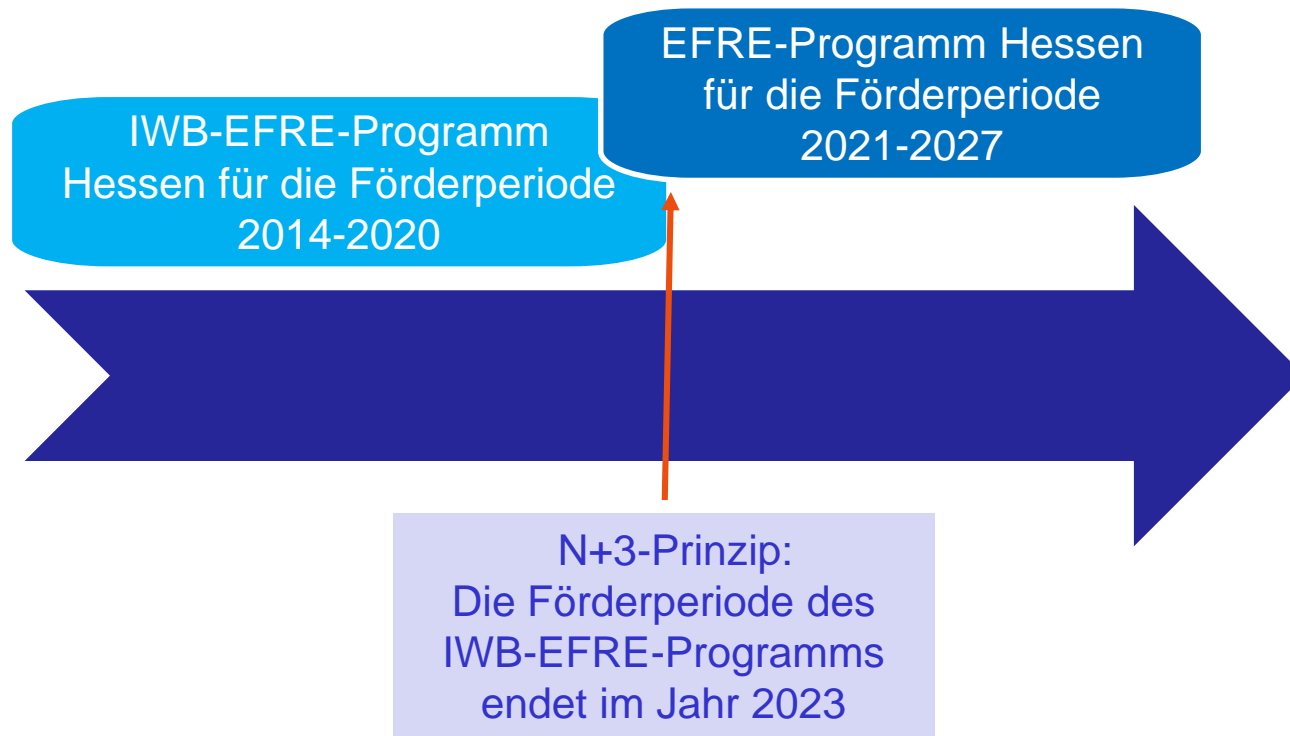 IWB-EFRE-Programm
Hessen für die Förderperiode
2014-2020
EFRE-Programm Hessen
für die Förderperiode
2021-2027
N+3-Prinzip:
Die Förderperiode des
IWB-EFRE-Programms
endet im Jahr 2023